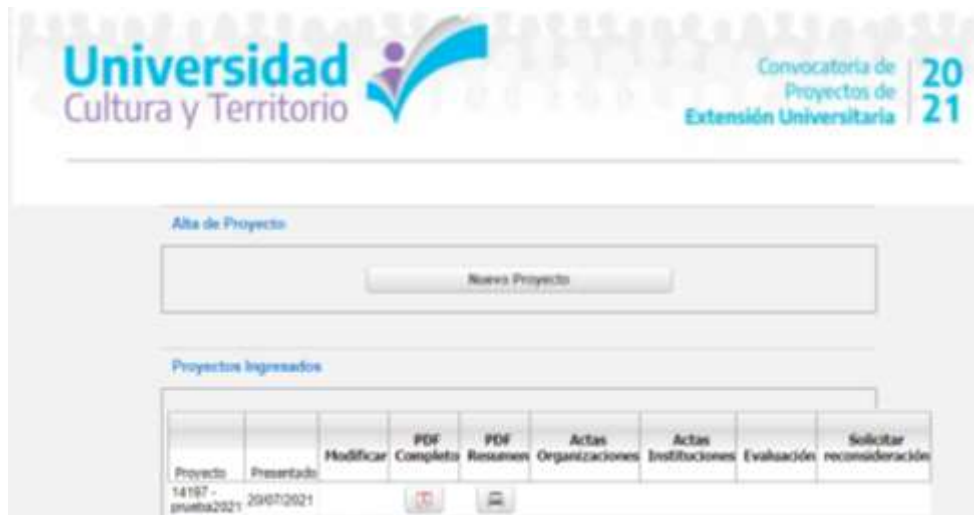 Universidad
Cultura y Territorio
Convocatoria de
Proyectos de
Extensión Universitaria
20
21
Alta de Proyecto
Nuevo Proyecto
Proyectos Ingresados
Proyecto Presentado Modificar PDF Completo PDF Resumen Actas Organizaciones Actas Instituciones Evaluación Solicitar reconsideración
14197 -
prueba2021 20/07/2021